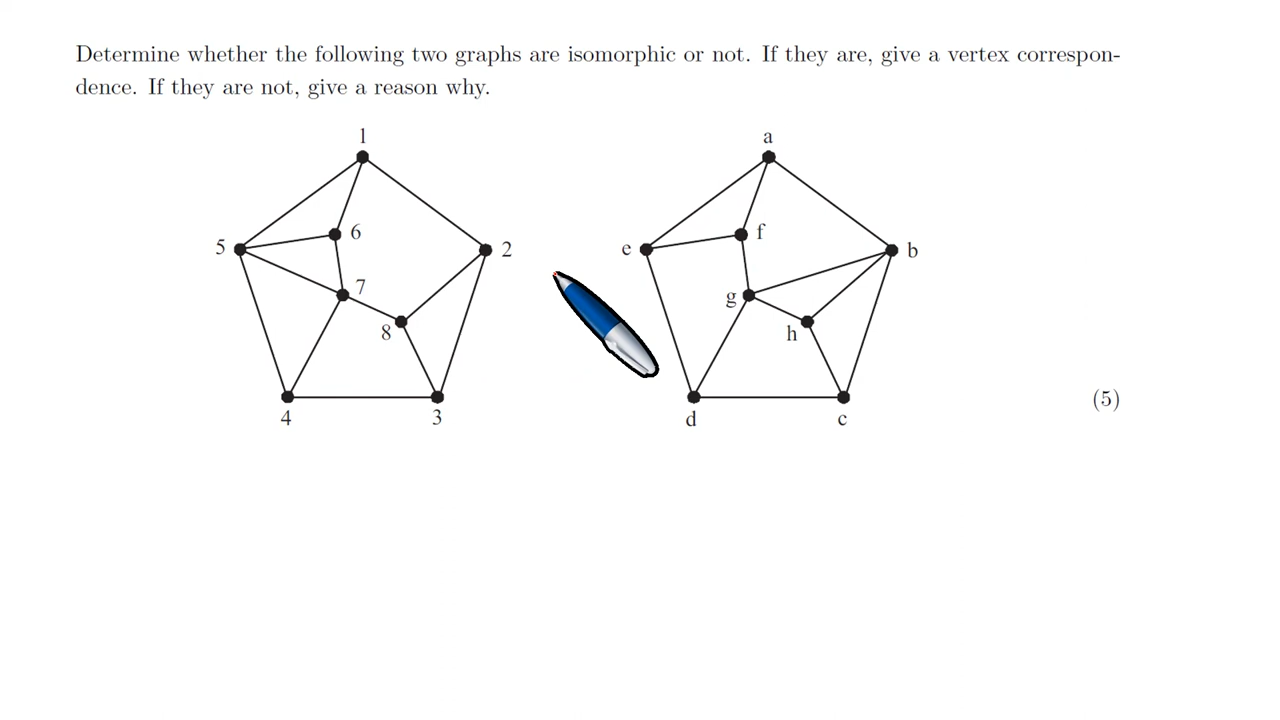 Determine whether the following two graphs are isomorphic or not. If they are, give a vertex correspon-
dence. If they are not, give a reason why.
1 a
6 f
5 2 e b
7 g
8 h
(5)
4 3 d c